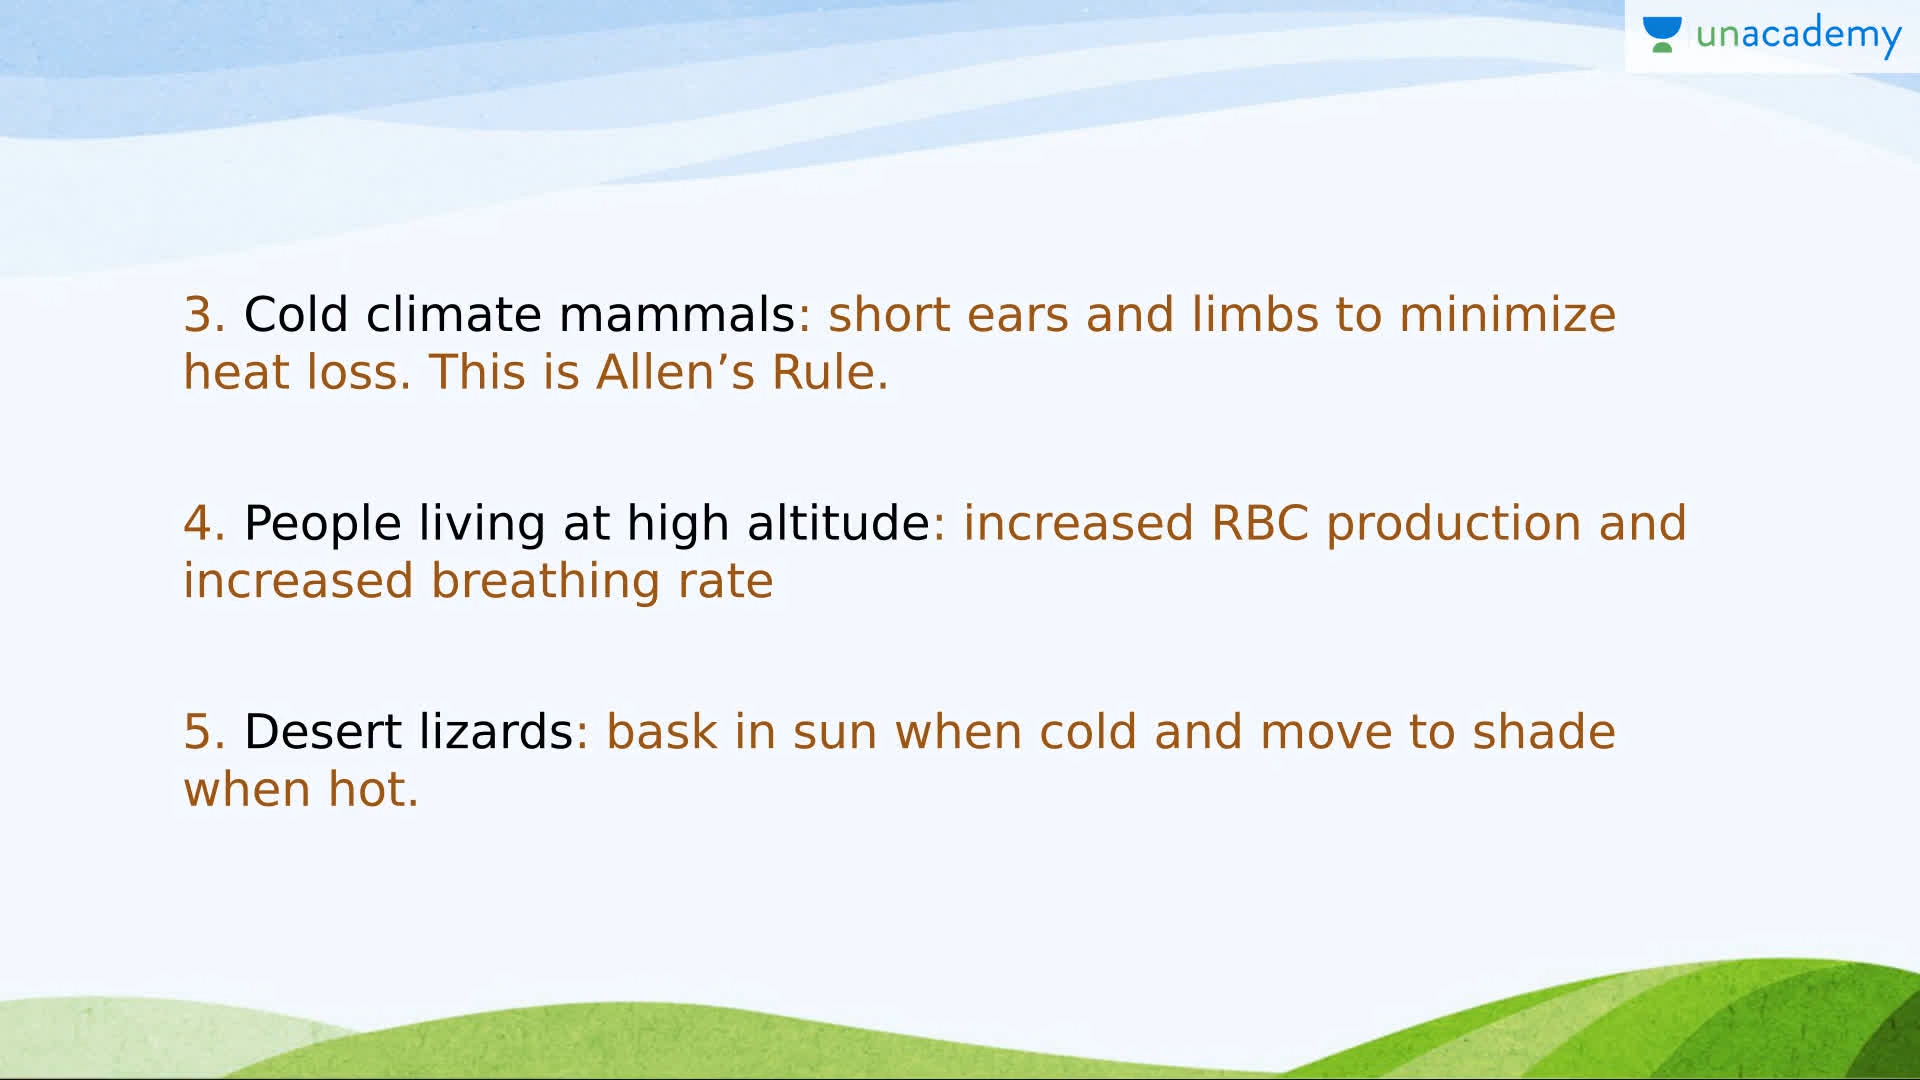 unacademy
3. Cold climate mammals: short ears and limbs to minimize
heat loss. This is Allen’s Rule.
4. People living at high altitude: increased RBC production and
increased breathing rate
5. Desert lizards: bask in sun when cold and move to shade
when hot.